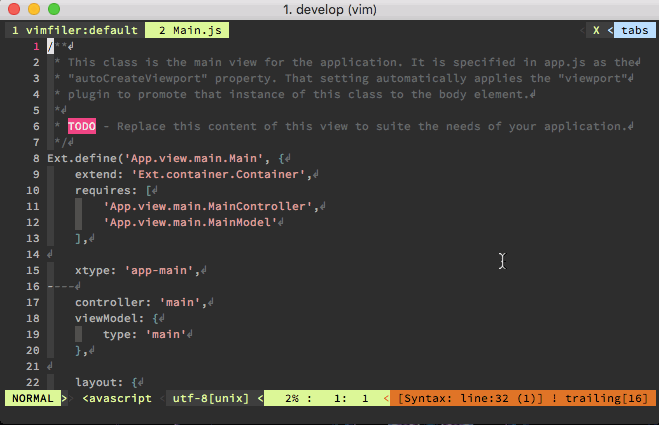 1. develop (vim)
1 vimfiler:default 2 Main.js X < tabs
1 /**↲
2 * This class is the main view for the application. It is specified in app.js as the↲
3 * "autoCreateViewport" property. That setting automatically applies the "viewport"↲
4 * plugin to promote that instance of this class to the body element.↲
5 *↲
6 * TODO - Replace this content of this view to suite the needs of your application.↲
7 */↲
8 Ext.define('App.view.main.Main', {↲
9 extend: 'Ext.container.Container',↲
10 requires: [↲
11 'App.view.main.MainController',↲
12 'App.view.main.MainModel'↲
13 ],↲
14 ↲
15 xtype: 'app-main',↲
16 ----↲
17 controller: 'main',↲
18 viewModel: {↲
19 type: 'main'↲
20 },↲
21 ↲
22 layout: {↲
NORMAL > <avascript < utf-8[unix] < 2% : 1: 1 < [Syntax: line:32 (1)] ! trailing[16]